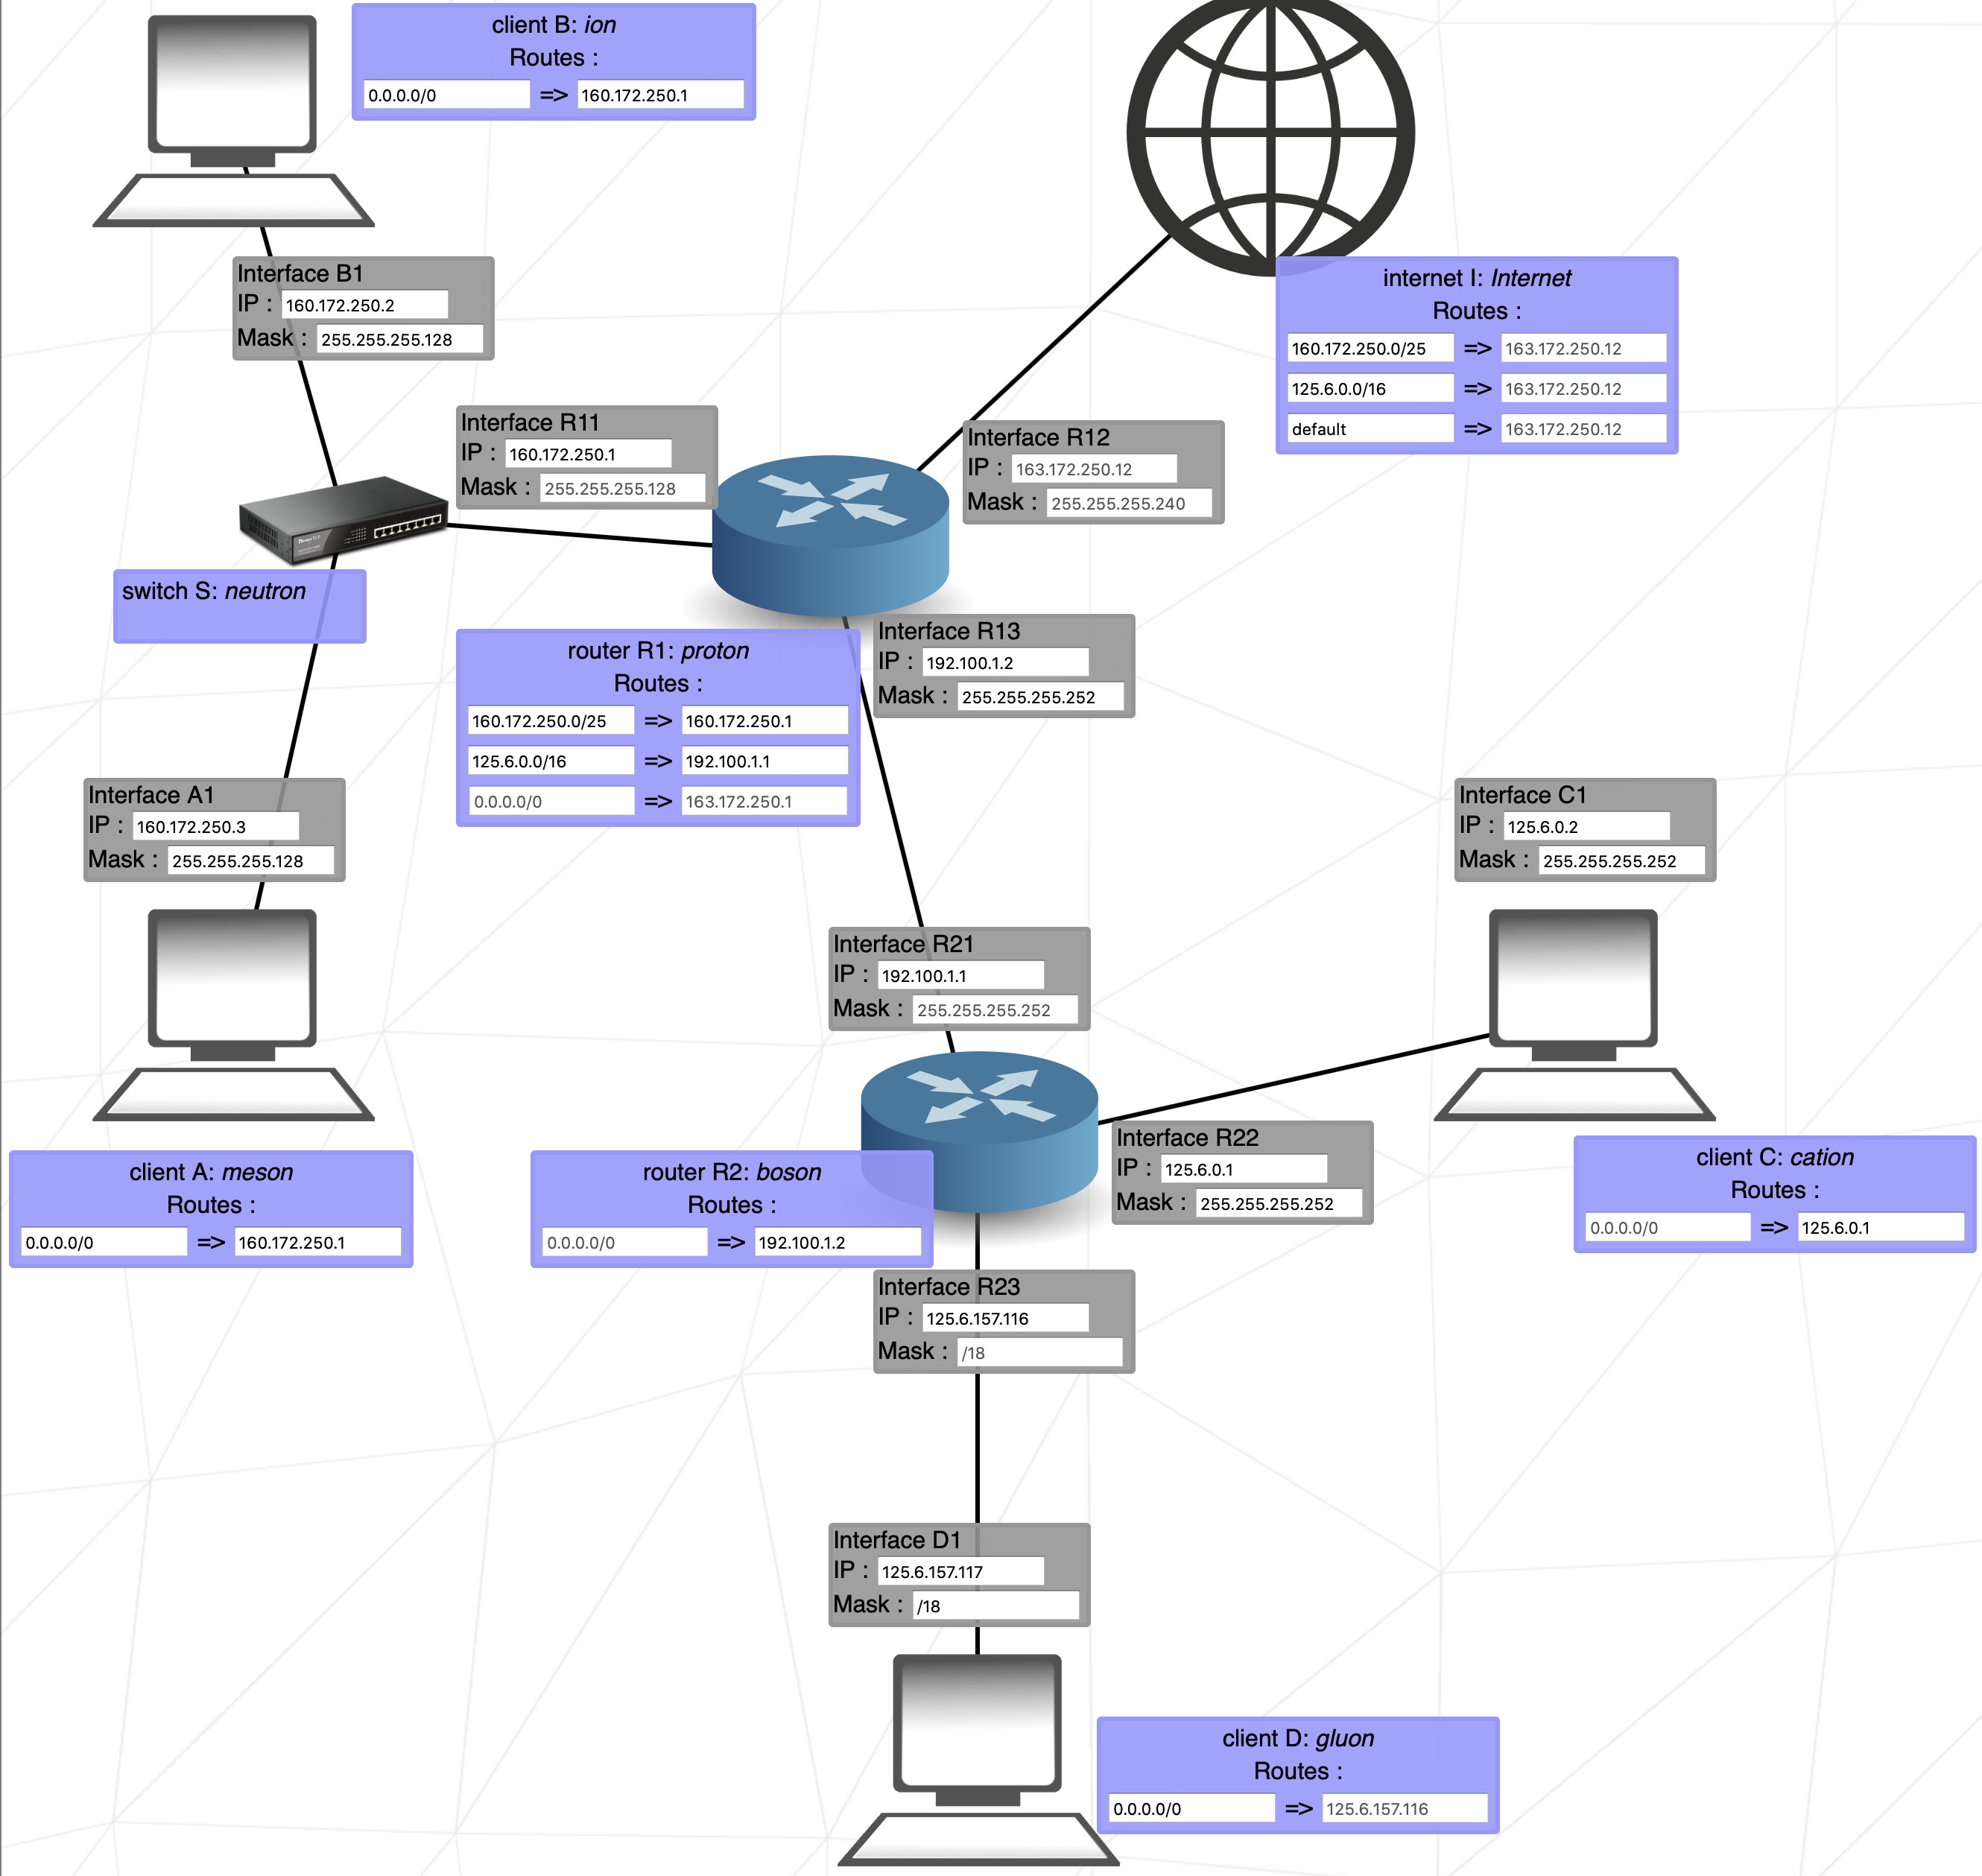 client B: ion
Routes :
0.0.0.0/0 => 160.172.250.1
Interface B1
IP : 160.172.250.2
Mask : 255.255.255.128
internet I: Internet
Routes :
160.172.250.0/25 => 163.172.250.12
125.6.0.0/16 => 163.172.250.12
default => 163.172.250.12
Interface R11
IP : 160.172.250.1
Mask : 255.255.255.128
Interface R12
IP : 163.172.250.12
Mask : 255.255.255.240
switch S: neutron
Interface R13
IP : 192.100.1.2
Mask : 255.255.255.252
router R1: proton
Routes :
160.172.250.0/25 => 160.172.250.1
125.6.0.0/16 => 192.100.1.1
0.0.0.0/0 => 163.172.250.1
Interface A1
IP : 160.172.250.3
Mask : 255.255.255.128
Interface C1
IP : 125.6.0.2
Mask : 255.255.255.252
Interface R21
IP : 192.100.1.1
Mask : 255.255.255.252
Interface R22
IP : 125.6.0.1
Mask : 255.255.255.252
client A: meson
Routes :
0.0.0.0/0 => 160.172.250.1
router R2: boson
Routes :
0.0.0.0/0 => 192.100.1.2
client C: cation
Routes :
0.0.0.0/0 => 125.6.0.1
Interface R23
IP : 125.6.157.116
Mask : /18
Interface D1
IP : 125.6.157.117
Mask : /18
client D: gluon
Routes :
0.0.0.0/0 => 125.6.157.116